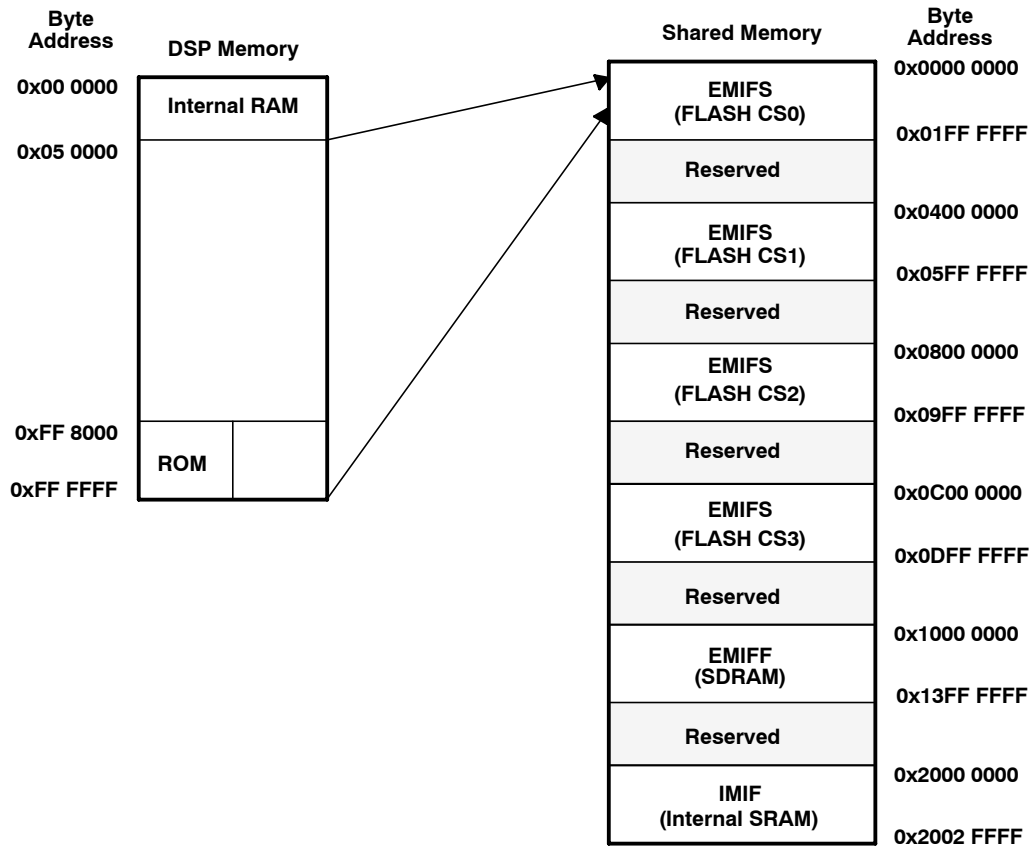 Byte
Address
DSP Memory
0x00 0000
Internal RAM
0x05 0000
0xFF 8000
ROM
0xFF FFFF
Shared Memory
Byte
Address
0x0000 0000
EMIFS
(FLASH CS0)
0x01FF FFFF
Reserved
0x0400 0000
EMIFS
(FLASH CS1)
0x05FF FFFF
Reserved
0x0800 0000
EMIFS
(FLASH CS2)
0x09FF FFFF
Reserved
0x0C00 0000
EMIFS
(FLASH CS3)
0x0DFF FFFF
Reserved
0x1000 0000
EMIFF
(SDRAM)
0x13FF FFFF
Reserved
0x2000 0000
IMIF
(Internal SRAM)
0x2002 FFFF